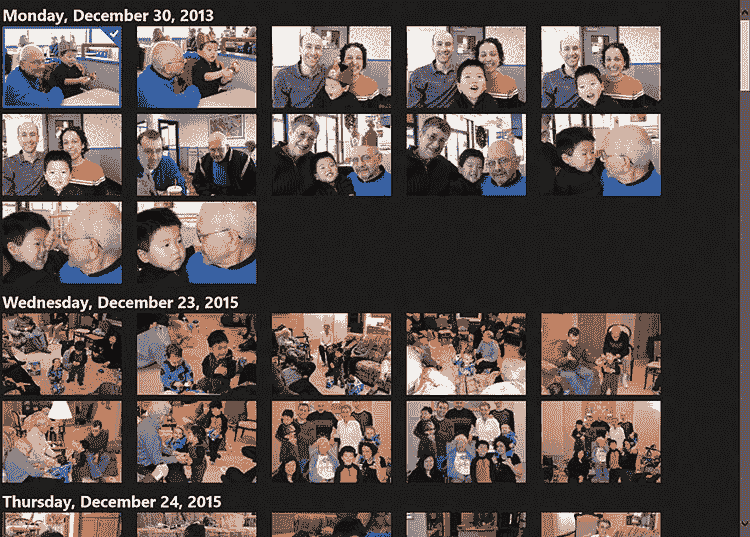 Monday, December 30, 2013
Wednesday, December 23, 2015
Thursday, December 24, 2015